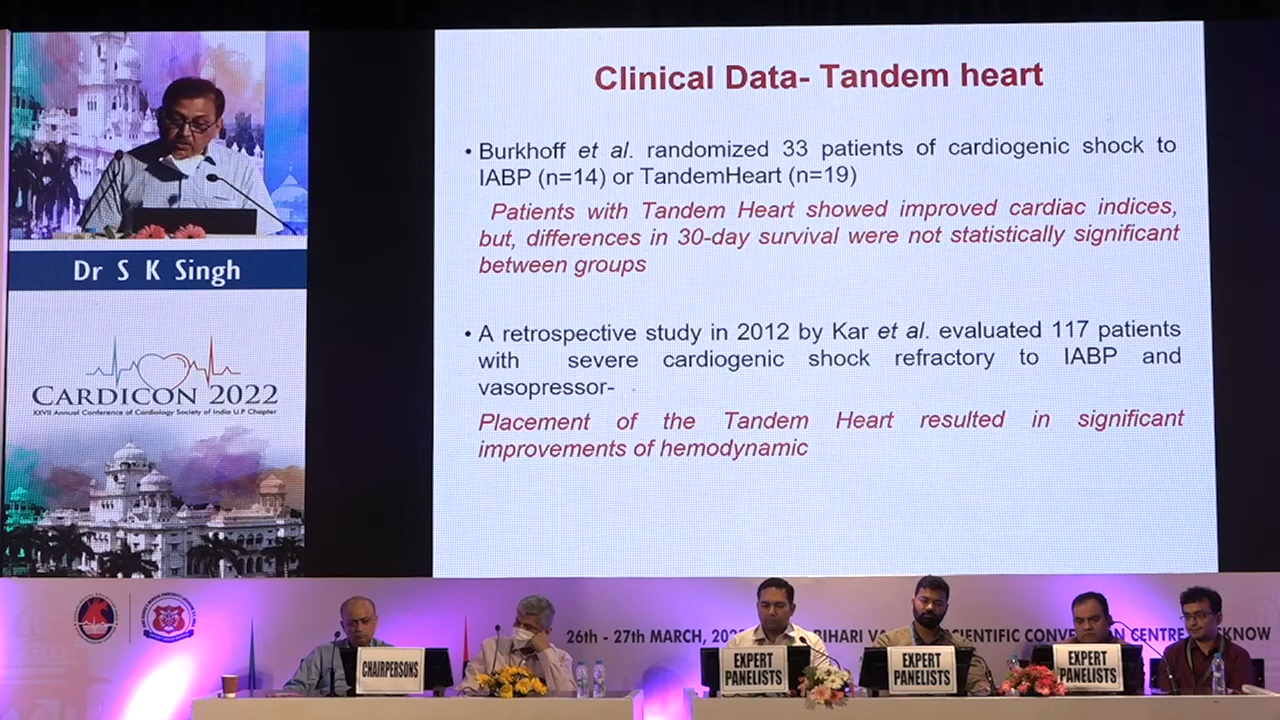 Clinical Data- Tandem heart
• Burkhoff et al. randomized 33 patients of cardiogenic shock to
IABP (n=14) or TandemHeart (n=19)
Patients with Tandem Heart showed improved cardiac indices,
but, differences in 30-day survival were not statistically significant
between groups
• A retrospective study in 2012 by Kar et al. evaluated 117 patients
with severe cardiogenic shock refractory to IABP and
vasopressor-
Placement of the Tandem Heart resulted in significant
improvements of hemodynamic
Dr S K Singh
CARDICON 2022
XXVII Annual Conference of Cardiology Society of India U.P Chapter
26th - 27th MARCH, BIHARI CENTRE
CHAIRPERSONS
EXPERT
PANELISTS
EXPERT
PANELISTS
EXPERT
PANELISTS